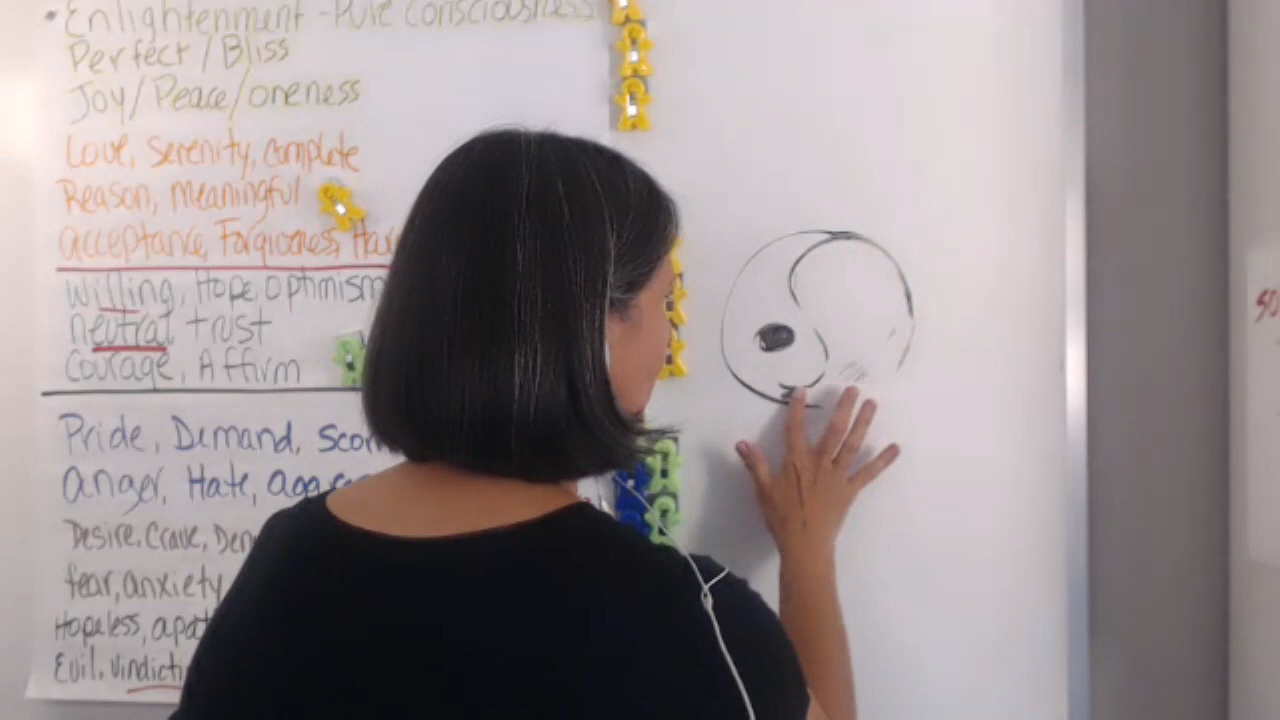 Enlightenment - Pure Consciousness
Perfect / Bliss
Joy / Peace / oneness
Love, Serenity, complete
Reason, Meaningful
acceptance, Forgiveness,
Willing, Hope, optimism
neutral trust
Courage, Affirm
Pride, Demand, Scorn
anger, Hate,
Desire, Crave,
fear, anxiety
Hopeless,
Evil,